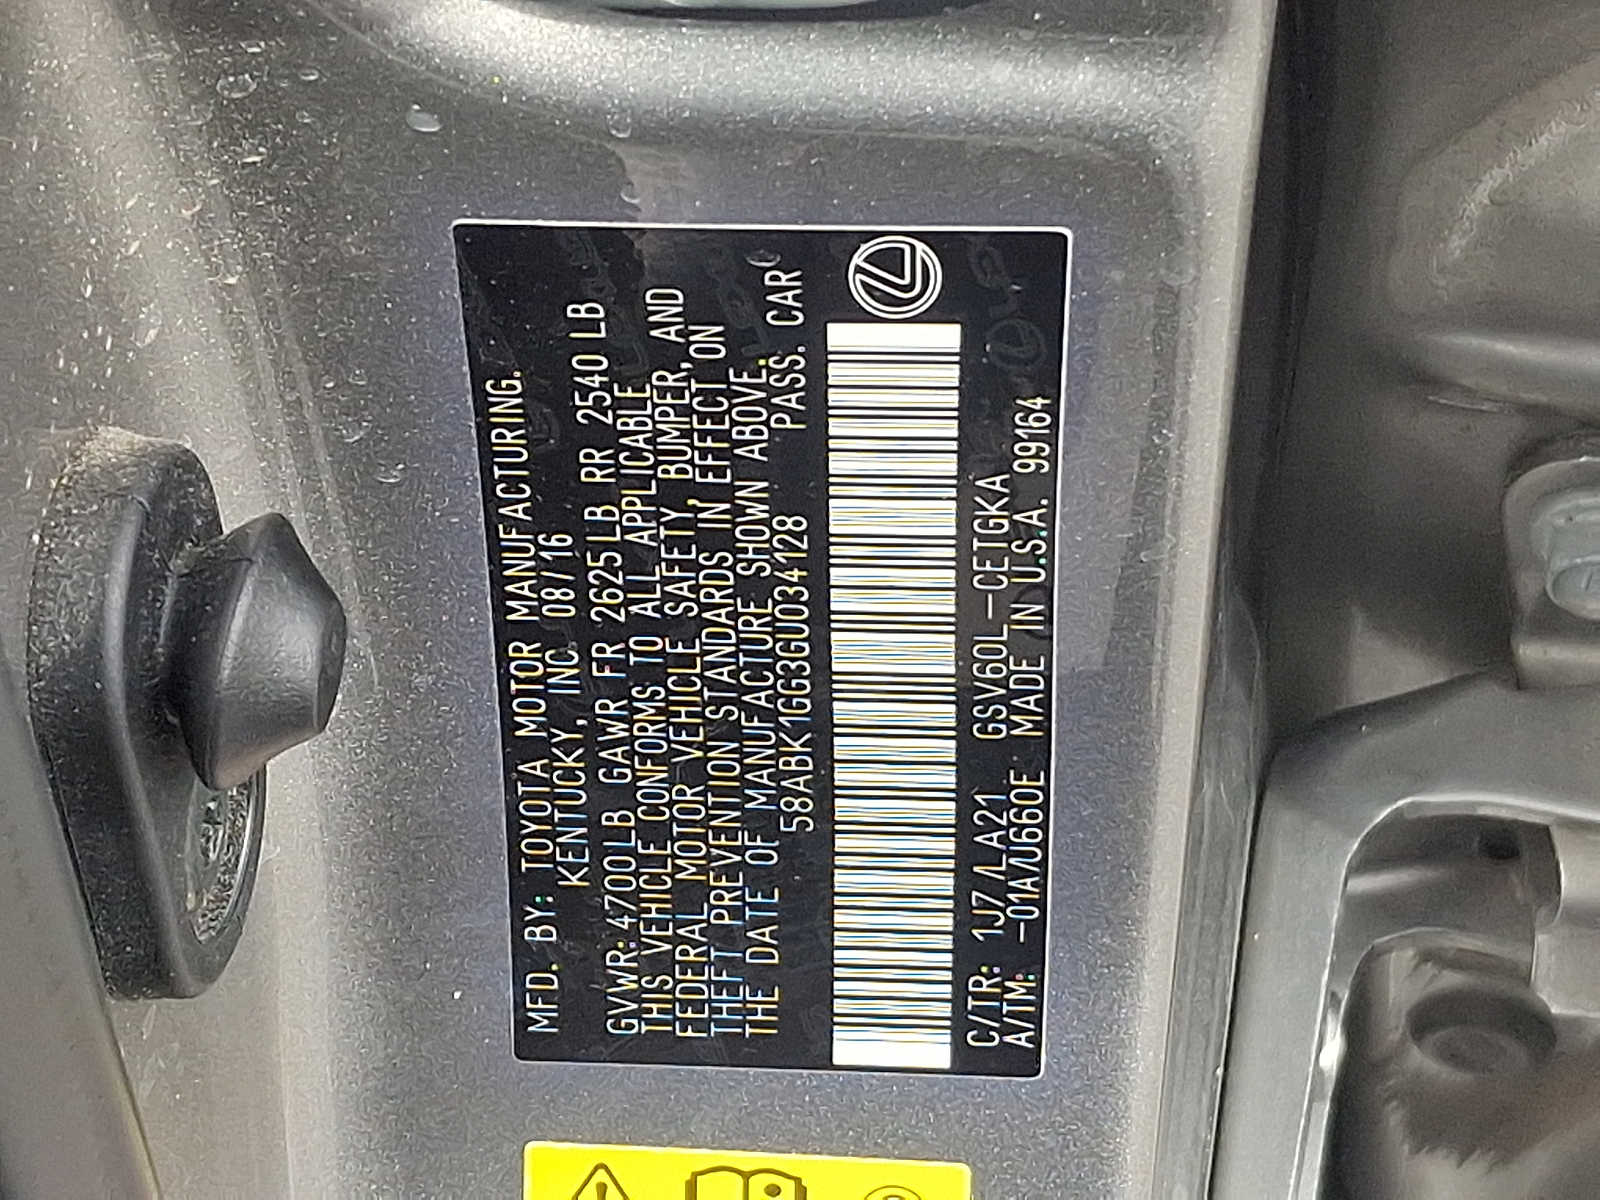 MFD. BY: TOYOTA MOTOR MANUFACTURING.
KENTUCKY, INC. 08/16
GVWR: 4700LB GAWR FR 2625LB RR 2540 LB
THIS VEHICLE CONFORMS TO ALL APPLICABLE
FEDERAL MOTOR VEHICLE SAFETY, BUMPER, AND
THEFT PREVENTION STANDARDS IN EFFECT ON
THE DATE OF MANUFACTURE SHOWN ABOVE.
58ABK1GG3GU034128 PASS. CAR
C/TR: 1J7/LA21 GSV60L-CETGKA
A/TM: -01A/U660E MADE IN U.S.A. 99164